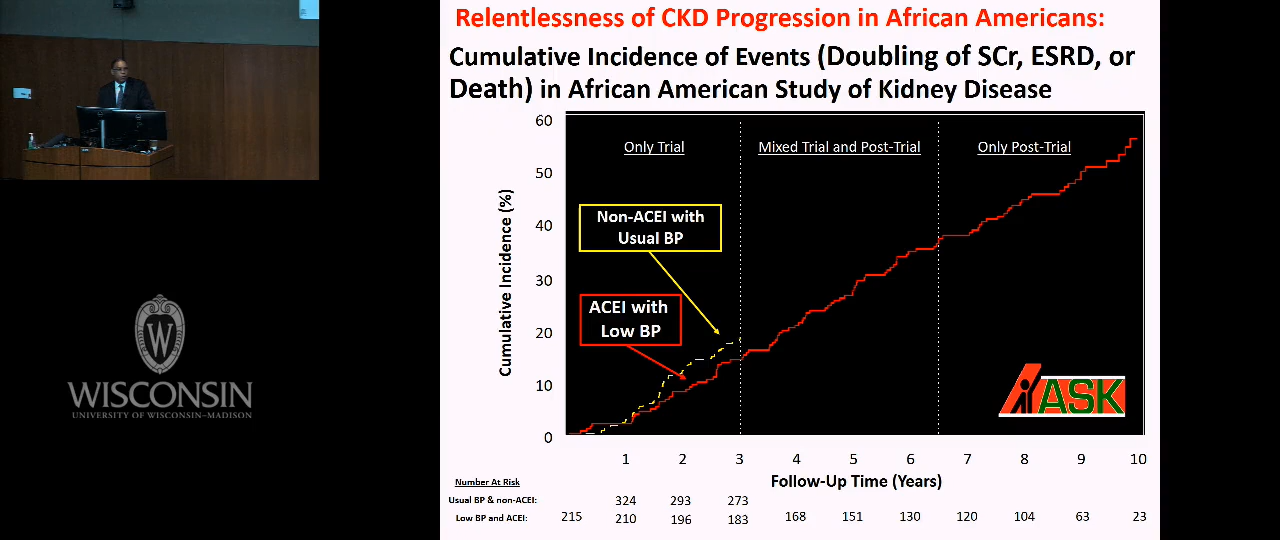 Relentlessness of CKD Progression in African Americans:
Cumulative Incidence of Events (Doubling of SCr, ESRD, or
Death) in African American Study of Kidney Disease
60
50
40
30
20
10
0
Cumulative Incidence (%)
Only Trial
Mixed Trial and Post-Trial
Only Post-Trial
Non-ACEI with
Usual BP
ACEI with
Low BP
ASK
1 2 3 4 5 6 7 8 9 10
Follow-Up Time (Years)
Number At Risk
Usual BP & non-ACEI: 324 293 273
Low BP and ACEI: 215 210 196 183 168 151 130 120 104 63 23
W
WISCONSIN
UNIVERSITY OF WISCONSIN–MADISON